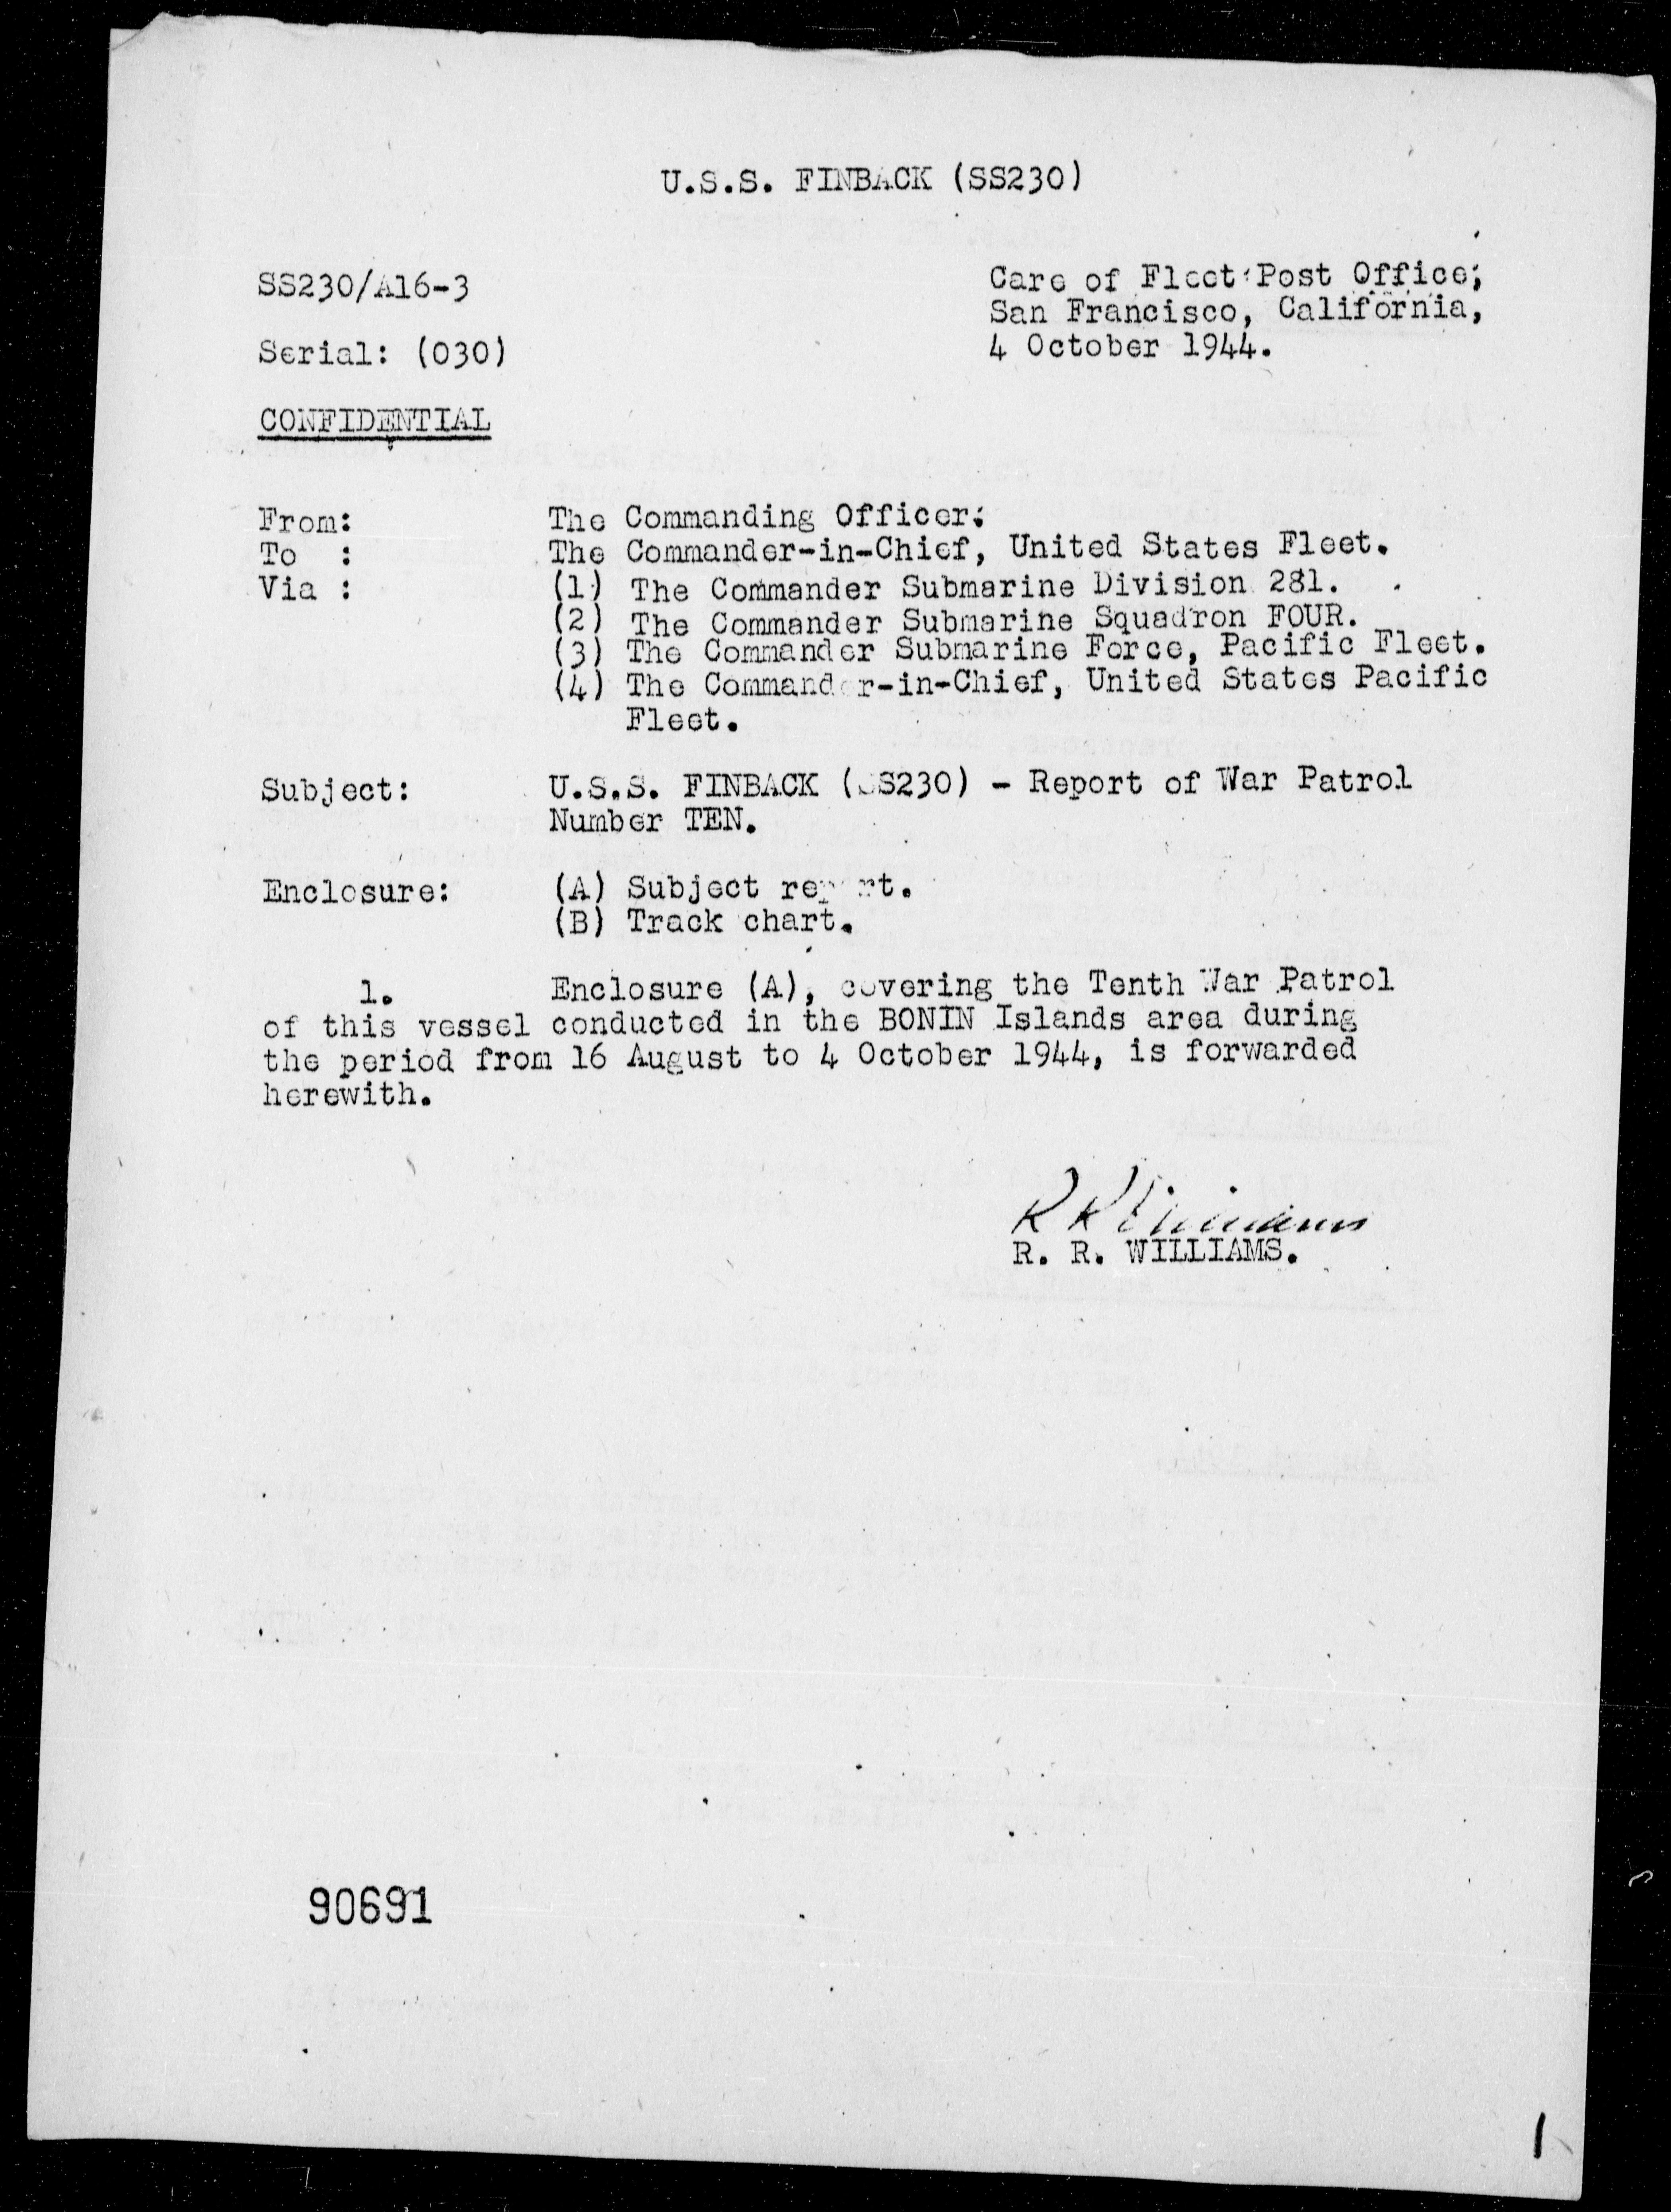 U.S.S. FINBACK (SS230)
SS230/A16-3
Care of Fleet Post Office,
San Francisco, California,
4 October 1944.
Serial: (030)
CONFIDENTIAL
From: The Commanding Officer.
To : The Commander-in-Chief, United States Fleet.
Via : (1) The Commander Submarine Division 281.
(2) The Commander Submarine Squadron FOUR.
(3) The Commander Submarine Force, Pacific Fleet.
(4) The Commander-in-Chief, United States Pacific
Fleet.
Subject: U.S.S. FINBACK (SS230) - Report of War Patrol
Number TEN.
Enclosure: (A) Subject report.
(B) Track chart.
1. Enclosure (A), covering the Tenth War Patrol
of this vessel conducted in the BONIN Islands area during
the period from 16 August to 4 October 1944, is forwarded
herewith.
R R Williams
R. R. WILLIAMS.
90691
1